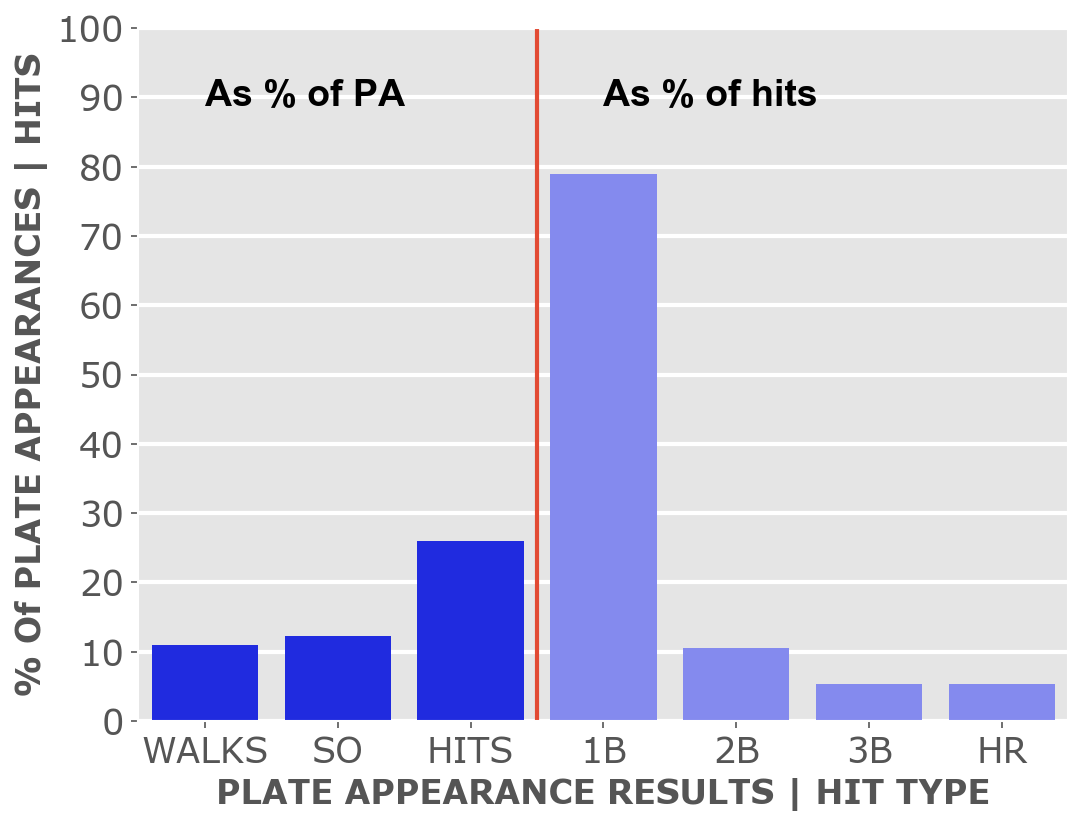 % Of PLATE APPEARANCES | HITS
100
90
80
70
60
50
40
30
20
10
0
As % of PA
As % of hits
WALKS SO HITS 1B 2B 3B HR
PLATE APPEARANCE RESULTS | HIT TYPE